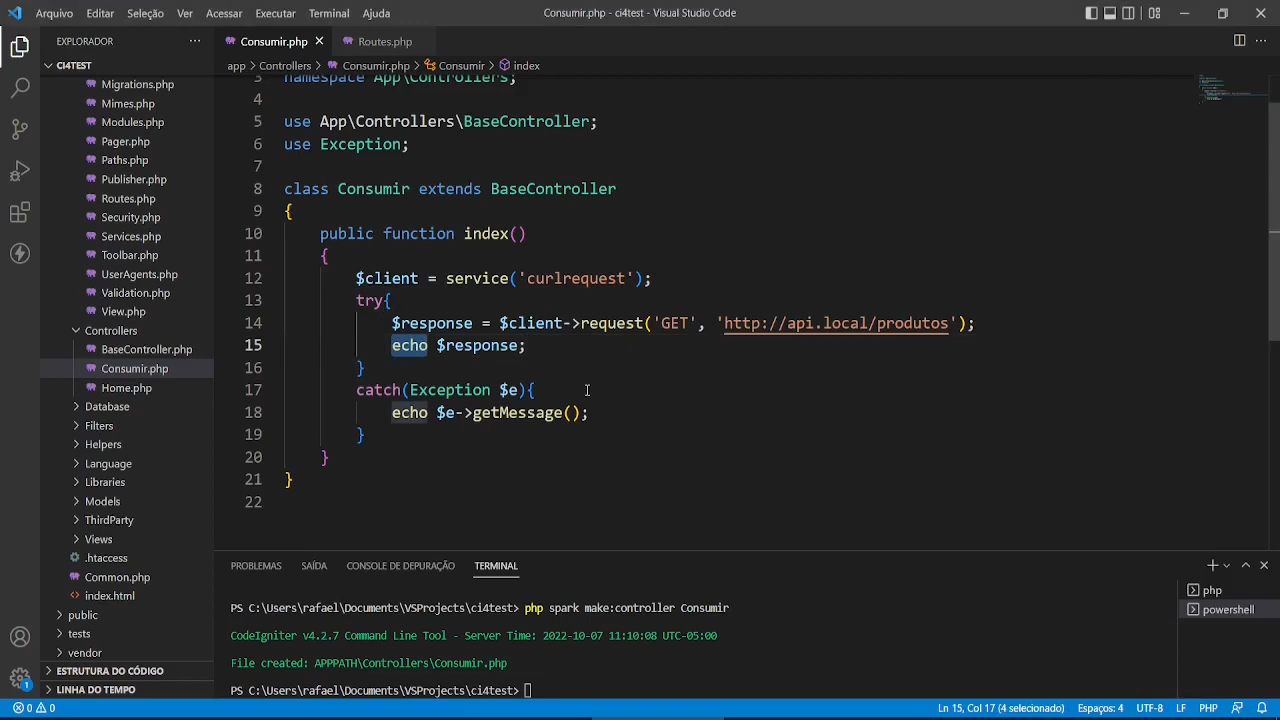 Arquivo Editar Seleção Ver Acessar Executar Terminal Ajuda Consumir.php - ci4test - Visual Studio Code
EXPLORADOR ···
CI4TEST
Migrations.php
Mimes.php
Modules.php
Pager.php
Paths.php
Publisher.php
Routes.php
Security.php
Services.php
Toolbar.php
UserAgents.php
Validation.php
View.php
Controllers
BaseController.php
Consumir.php
Home.php
Database
Filters
Helpers
Language
Libraries
Models
ThirdParty
Views
.htaccess
Common.php
index.html
public
tests
vendor
ESTRUTURA DO CÓDIGO
LINHA DO TEMPO
Consumir.php Routes.php
app > Controllers > Consumir.php > Consumir > index
3 namespace App\Controllers;
4
5 use App\Controllers\BaseController;
6 use Exception;
7
8 class Consumir extends BaseController
9 {
10 public function index()
11 {
12 $client = service('curlrequest');
13 try{
14 $response = $client->request('GET', 'http://api.local/produtos');
15 echo $response;
16 }
17 catch(Exception $e){
18 echo $e->getMessage();
19 }
20 }
21 }
22
PROBLEMAS SAÍDA CONSOLE DE DEPURAÇÃO TERMINAL
PS C:\Users\rafael\Documents\VSProjects\ci4test> php spark make:controller Consumir
CodeIgniter v4.2.7 Command Line Tool - Server Time: 2022-10-07 11:10:08 UTC-05:00
File created: APPPATH\Controllers\Consumir.php
PS C:\Users\rafael\Documents\VSProjects\ci4test>
php
powershell
1
0 0 Ln 15, Col 17 (4 selecionado) Espaços: 4 UTF-8 LF PHP